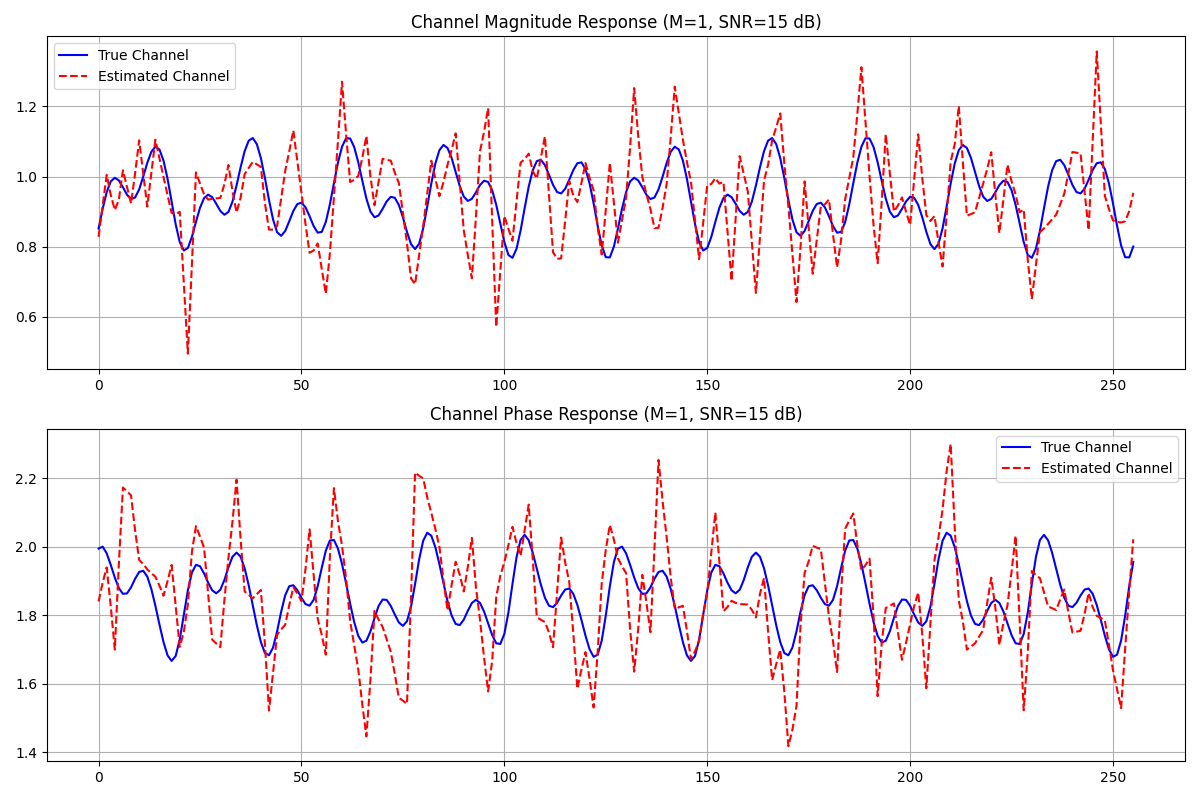 Channel Magnitude Response (M=1, SNR=15 dB)
True Channel
Estimated Channel
1.2
1.0
0.8
0.6
0 50 100 150 200 250
Channel Phase Response (M=1, SNR=15 dB)
True Channel
Estimated Channel
2.2
2.0
1.8
1.6
1.4
0 50 100 150 200 250